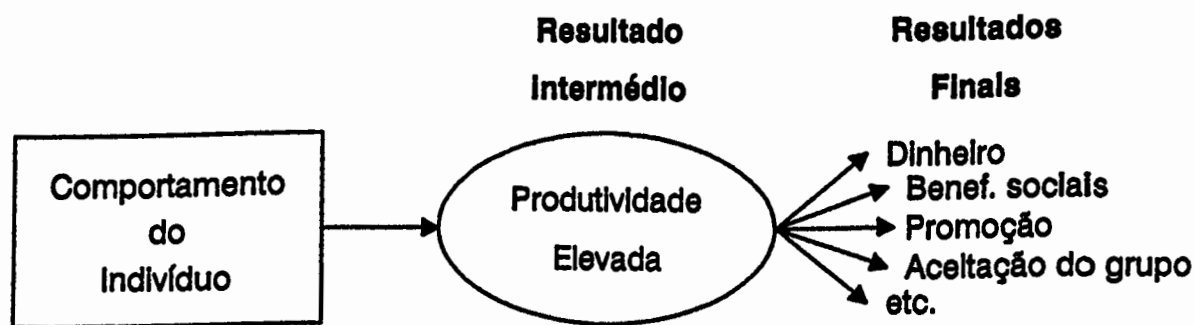 Resultado
Intermédio
Resultados
Finais
Comportamento
do
Indivíduo
Produtividade
Elevada
Dinheiro
Benef. sociais
Promoção
Aceitação do grupo
etc.